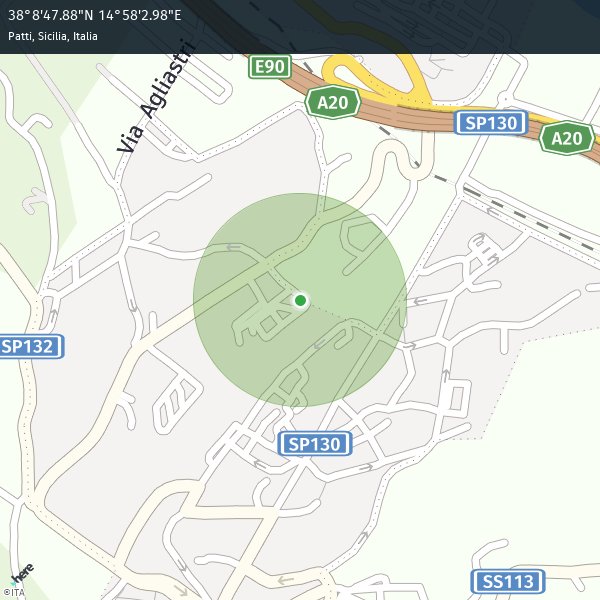 38°8'47.88"N 14°58'2.98"E
Patti, Sicilia, Italia
Via Agliastri
E90
A20
SP130
A20
SP132
SP130
SS113
here
©ITA